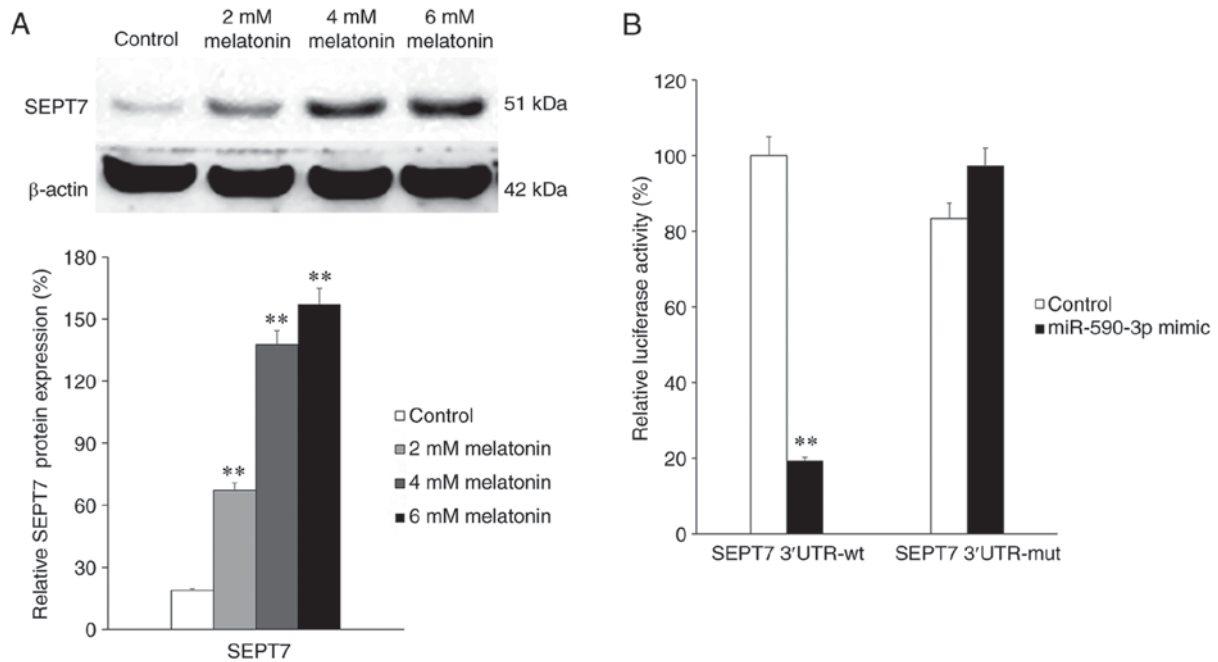 A
Control
2 mM
melatonin
4 mM
melatonin
6 mM
melatonin
SEPT7
51 kDa
β-actin
42 kDa
Relative SEPT7 protein expression (%)
180
150
120
90
60
30
0
**
**
**
SEPT7
Control
2 mM melatonin
4 mM melatonin
6 mM melatonin
B
Relative luciferase activity (%)
120
100
80
60
40
20
0
**
SEPT7 3′UTR-wt
SEPT7 3′UTR-mut
Control
miR-590-3p mimic